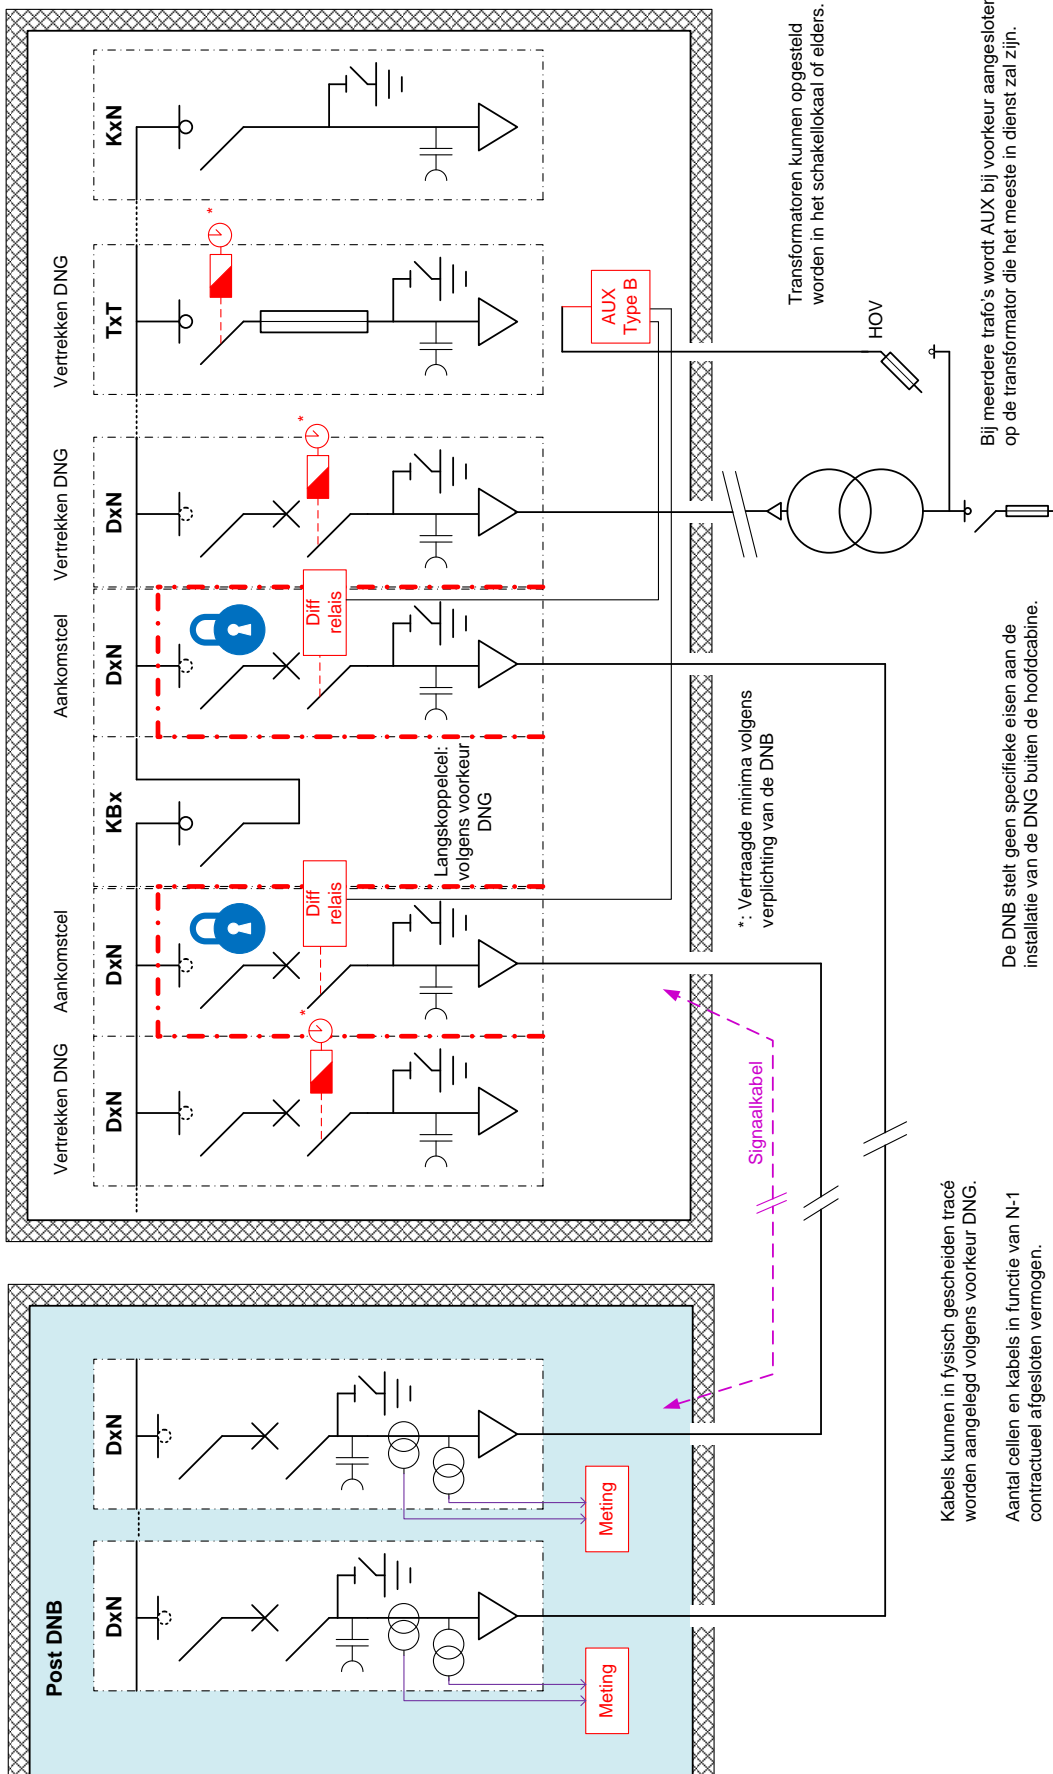 Post DNB
DxN
DxN
Meting
Meting
Vertrekken DNG
Aankomstcel
Aankomstcel
Vertrekken DNG
Vertrekken DNG
DxN
DxN
KBx
DxN
DxN
TxT
KxN
*
Diff
relais
Langskoppelcel:
volgens voorkeur
DNG
Diff
relais
*
*
AUX
Type B
Signaalkabel
*: Vertraagde minima volgens
verplichting van de DNB
HOV
Transformatoren kunnen opgesteld
worden in het schakellokaal of elders.
Kabels kunnen in fysisch gescheiden tracé
worden aangelegd volgens voorkeur DNG.
Aantal cellen en kabels in functie van N-1
contractueel afgesloten vermogen.
De DNB stelt geen specifieke eisen aan de
installatie van de DNG buiten de hoofdcabine.
Bij meerdere trafo's wordt AUX bij voorkeur aangesloten
op de transformator die het meeste in dienst zal zijn.